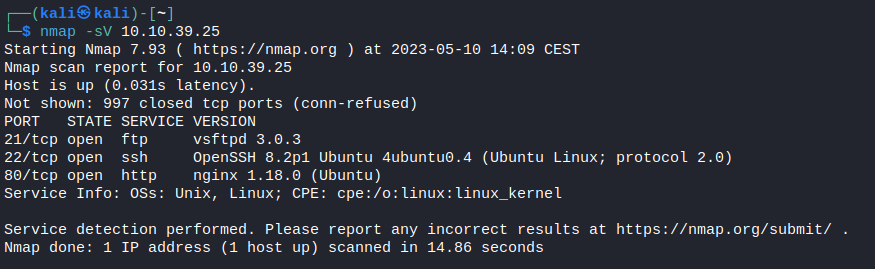 ┌──(kali㉿kali)-[~]
└─$ nmap -sV 10.10.39.25
Starting Nmap 7.93 ( https://nmap.org ) at 2023-05-10 14:09 CEST
Nmap scan report for 10.10.39.25
Host is up (0.031s latency).
Not shown: 997 closed tcp ports (conn-refused)
PORT   STATE SERVICE VERSION
21/tcp open  ftp     vsftpd 3.0.3
22/tcp open  ssh     OpenSSH 8.2p1 Ubuntu 4ubuntu0.4 (Ubuntu Linux; protocol 2.0)
80/tcp open  http    nginx 1.18.0 (Ubuntu)
Service Info: OSs: Unix, Linux; CPE: cpe:/o:linux:linux_kernel

Service detection performed. Please report any incorrect results at https://nmap.org/submit/ .
Nmap done: 1 IP address (1 host up) scanned in 14.86 seconds